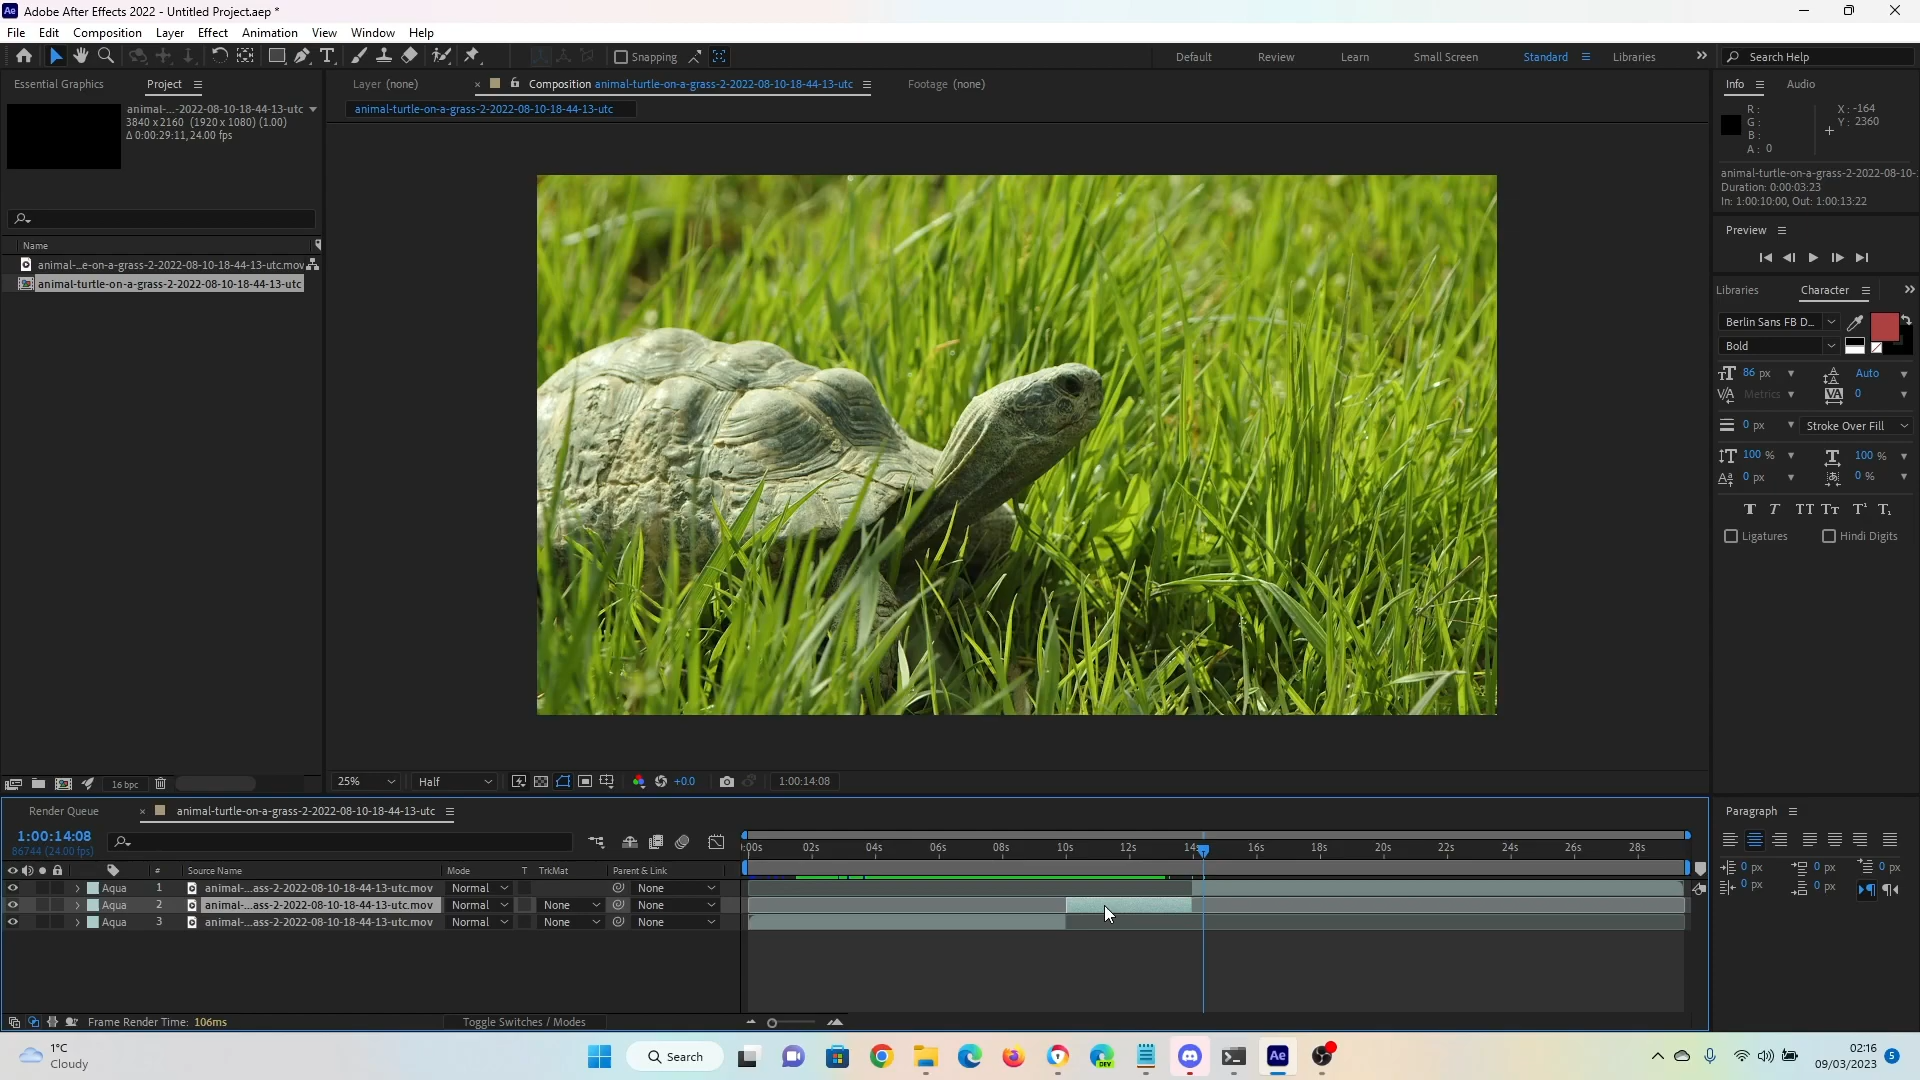 Adobe After Effects 2022 - Untitled Project.aep *
File Edit Composition Layer Effect Animation View Window Help
Snapping
Default Review Learn Small Screen Standard Libraries
Search Help
Essential Graphics Project
Layer (none) Composition animal-turtle-on-a-grass-2-2022-08-10-18-44-13-utc Footage (none)
Info Audio
animal-turtle-on-a-grass-2-2022-08-10-18-44-13-utc
animal-...-2022-08-10-18-44-13-utc
3840 x 2160 (1920 x 1080) (1.00)
Δ 0:00:29:11, 24.00 fps
R :
G :
B :
A : 0
X : -164
Y : 2360
animal-turtle-on-a-grass-2-2022-08-10-
Duration: 0:00:03:23
In: 1:00:10:00, Out: 1:00:13:22
Preview
Name
animal-...e-on-a-grass-2-2022-08-10-18-44-13-utc.mov
animal-turtle-on-a-grass-2-2022-08-10-18-44-13-utc
Libraries Character
Berlin Sans FB D...
Bold
86 px Auto
Metrics 0
0 px Stroke Over Fill
100 % 100 %
0 px 0 %
Ligatures Hindi Digits
16 bpc
25% Half +0.0 1:00:14:08
Render Queue animal-turtle-on-a-grass-2-2022-08-10-18-44-13-utc
1:00:14:08
86744 (24.00 fps)
:00s 02s 04s 06s 08s 10s 12s 14s 16s 18s 20s 22s 24s 26s 28s
# Source Name Mode T TrkMat Parent & Link
Aqua 1 animal-...ass-2-2022-08-10-18-44-13-utc.mov Normal None
Aqua 2 animal-...ass-2-2022-08-10-18-44-13-utc.mov Normal None None
Aqua 3 animal-...ass-2-2022-08-10-18-44-13-utc.mov Normal None None
Frame Render Time: 106ms
Toggle Switches / Modes
Paragraph
0 px 0 px 0 px
0 px 0 px
1°C
Cloudy
Search
DEV
Ae
02:16
09/03/2023
5